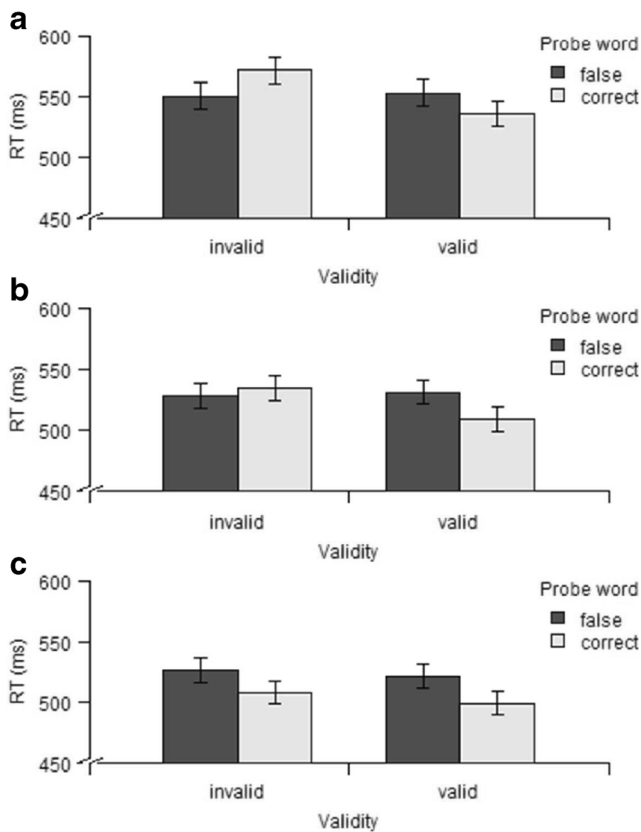 a
600
550
500
450
RT (ms)
Probe word
false
correct
invalid
valid
Validity
b
600
550
500
450
RT (ms)
Probe word
false
correct
invalid
valid
Validity
c
600
550
500
450
RT (ms)
Probe word
false
correct
invalid
valid
Validity